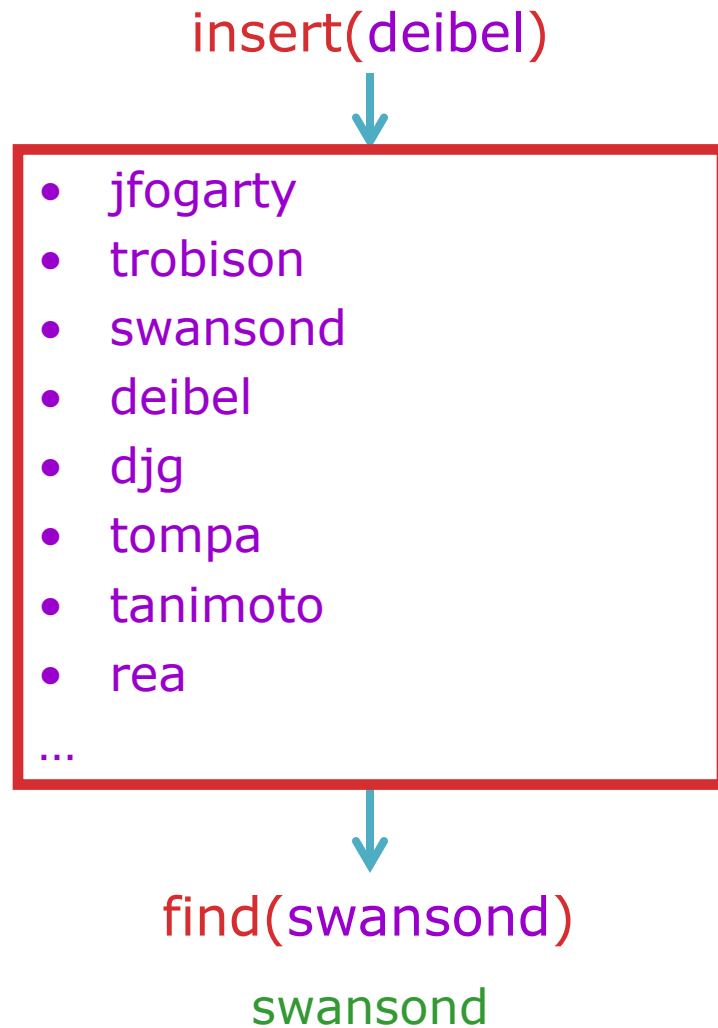 insert(deibel)
• jfogarty
• trobison
• swansond
• deibel
• djg
• tompa
• tanimoto
• rea
…
find(swansond)
swansond